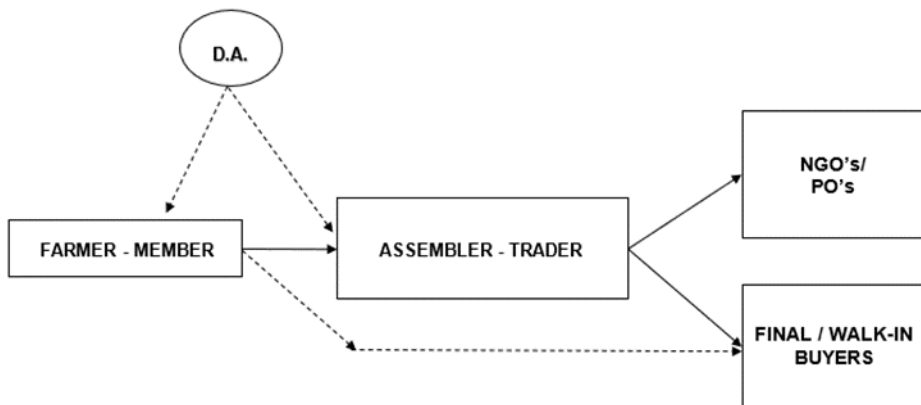 D.A.
NGO's/
PO's
FARMER - MEMBER
ASSEMBLER - TRADER
FINAL / WALK-IN
BUYERS